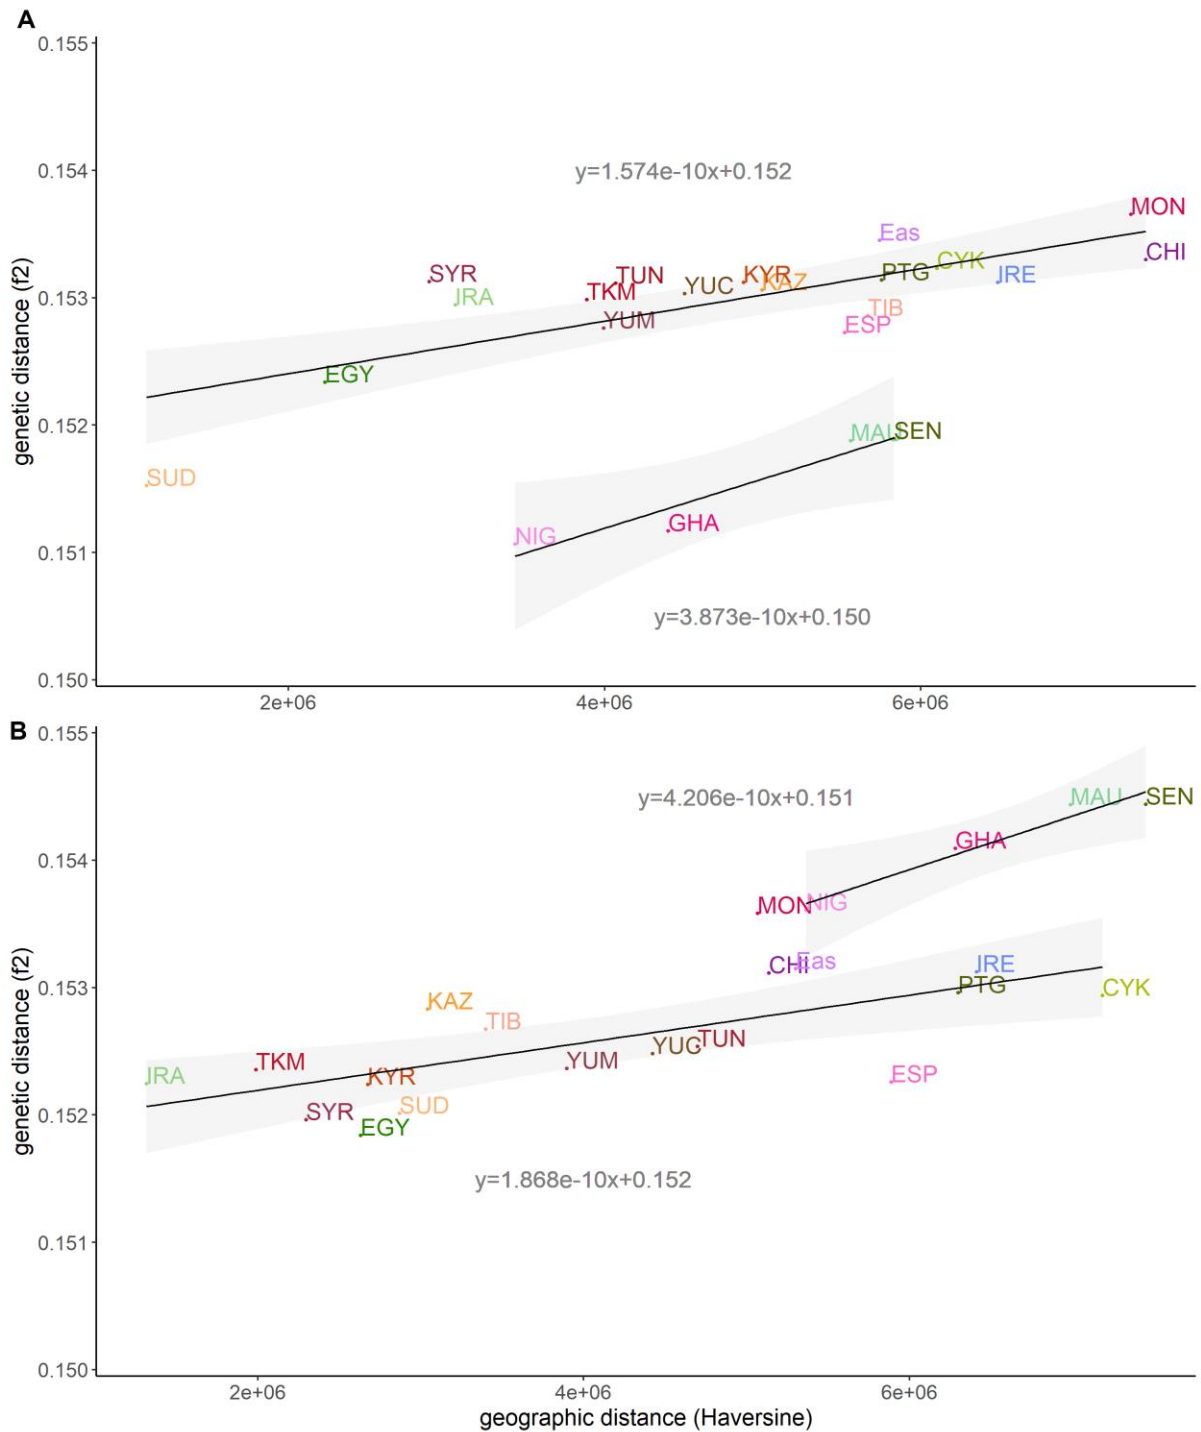 A
0.155
0.154
0.153
0.152
0.151
0.150
genetic distance (f2)
y=1.574e-10x+0.152
MON
Eas
CHI
CYK
SYR
TUN
KYR
PTG
JRE
KAZ
JRA
TKM
YUC
TIB
YUM
ESP
EGY
MAU
SEN
SUD
NIG
GHA
y=3.873e-10x+0.150
2e+06 4e+06 6e+06
B
0.155
0.154
0.153
0.152
0.151
0.150
genetic distance (f2)
y=4.206e-10x+0.151
MAU
SEN
GHA
MON
NIG
CHI
Eas
JRE
PTG
CYK
KAZ
TIB
TUN
YUC
YUM
TKM
JRA
KYR
ESP
SYR
SUD
EGY
y=1.868e-10x+0.152
2e+06 4e+06 6e+06
geographic distance (Haversine)